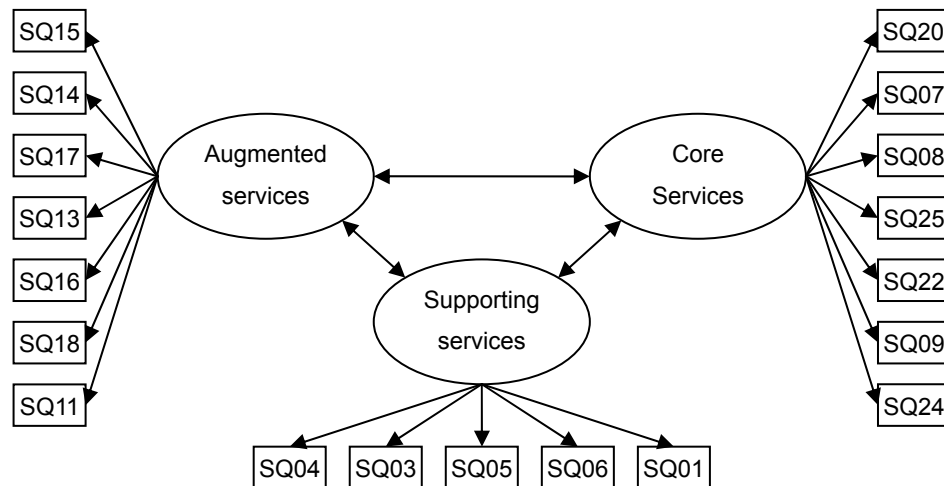 SQ15
SQ14
SQ17
SQ13
SQ16
SQ18
SQ11
Augmented
services
Core
Services
Supporting
services
SQ20
SQ07
SQ08
SQ25
SQ22
SQ09
SQ24
SQ04
SQ03
SQ05
SQ06
SQ01